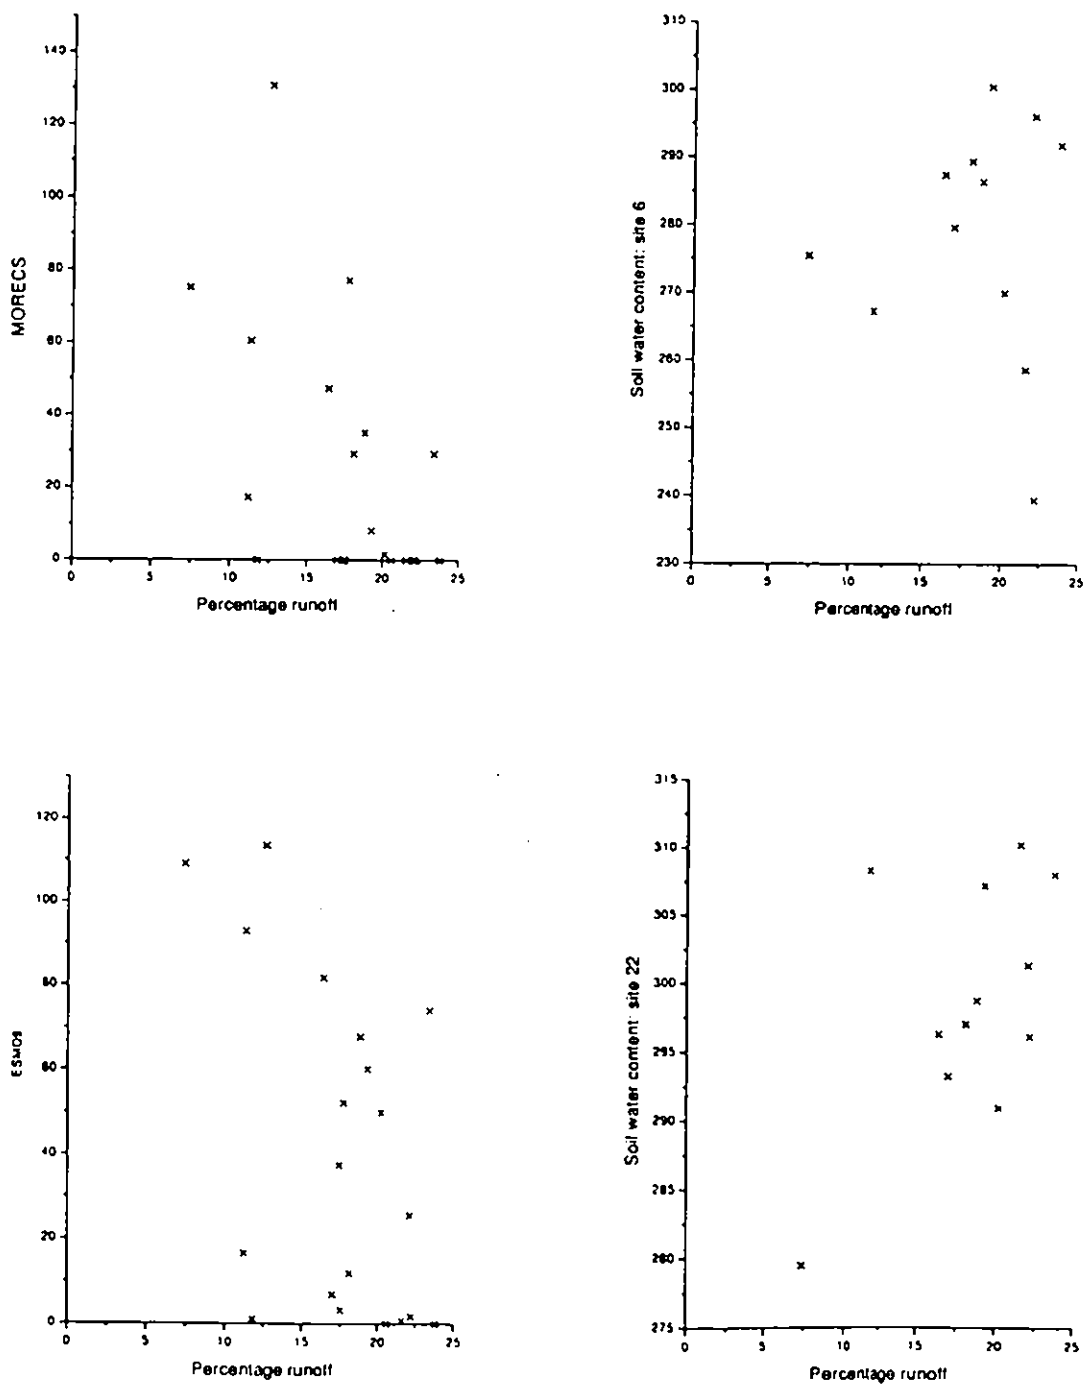 140
120
100
80
60
40
20
0
MORECS
0 5 10 15 20 25
Percentage runoff
310
300
290
280
270
260
250
240
230
Soil water content: site 6
0 5 10 15 20 25
Percentage runoff
120
100
80
60
40
20
0
ESMD9
0 5 10 15 20 25
Percentage runoff
315
310
305
300
295
290
285
280
275
Soil water content: site 22
0 5 10 15 20 25
Percentage runoff